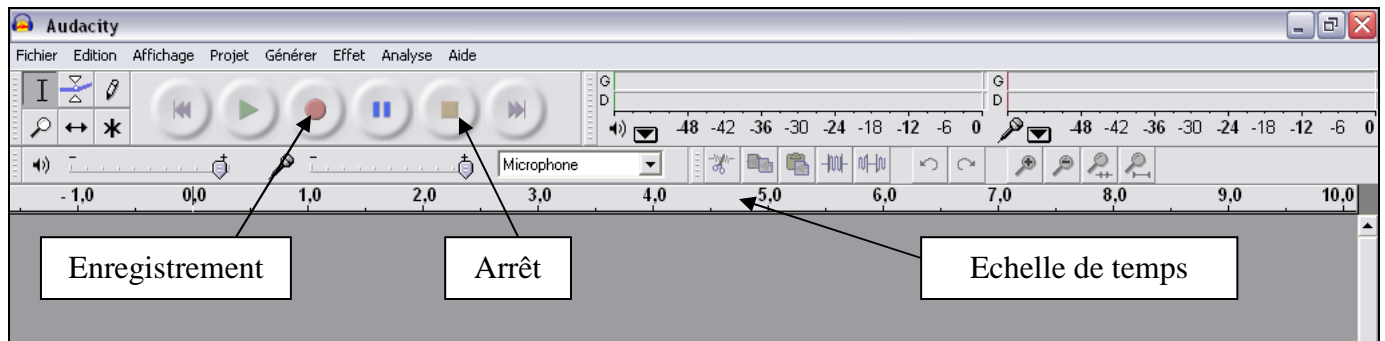 Audacity
Fichier Edition Affichage Projet Générer Effet Analyse Aide
G
D
-48 -42 -36 -30 -24 -18 -12 -6 0
G
D
-48 -42 -36 -30 -24 -18 -12 -6 0
Microphone
- 1,0 0,0 1,0 2,0 3,0 4,0 5,0 6,0 7,0 8,0 9,0 10,0
Enregistrement Arrêt Echelle de temps